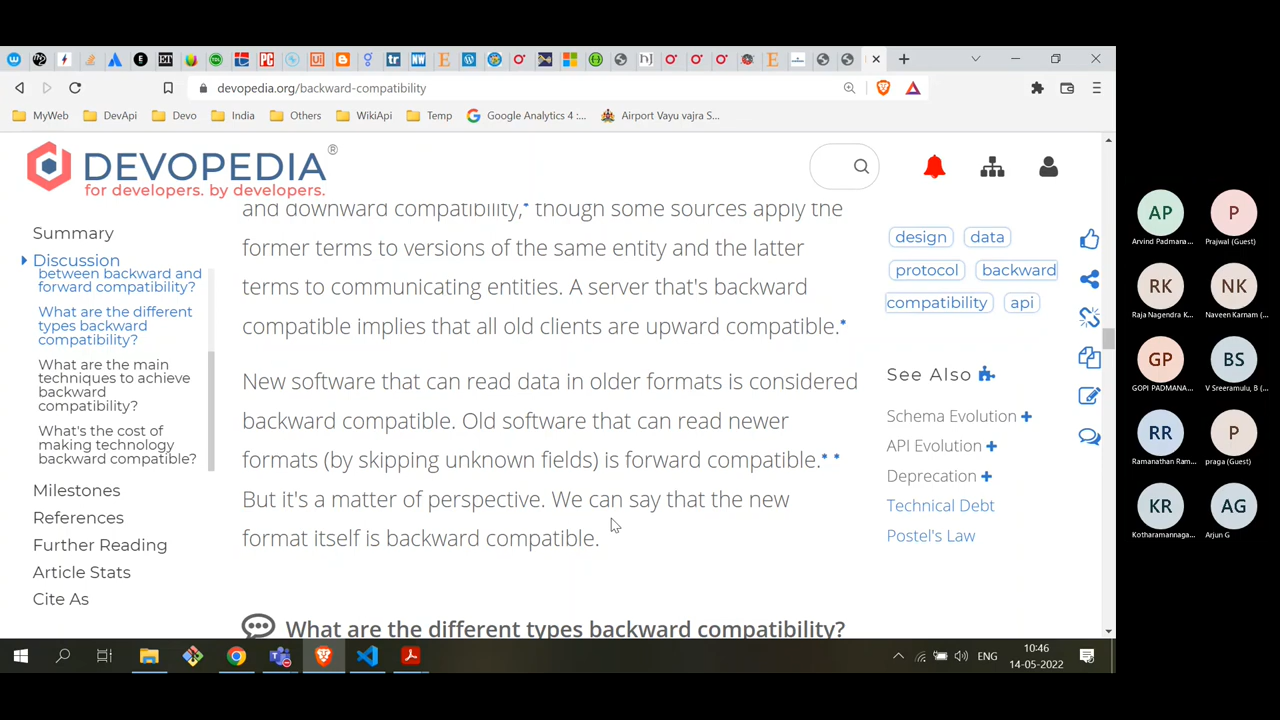 devopedia.org/backward-compatibility
MyWeb
DevApi
Devo
India
Others
WikiApi
Temp
Google Analytics 4 :...
Airport Vayu vajra S...
DEVOPEDIA®
for developers. by developers.
Summary
Discussion
between backward and
forward compatibility?
What are the different
types backward
compatibility?
What are the main
techniques to achieve
backward
compatibility?
What's the cost of
making technology
backward compatible?
Milestones
References
Further Reading
Article Stats
Cite As
and downward compatibility,* though some sources apply the
former terms to versions of the same entity and the latter
terms to communicating entities. A server that's backward
compatible implies that all old clients are upward compatible.*
New software that can read data in older formats is considered
backward compatible. Old software that can read newer
formats (by skipping unknown fields) is forward compatible.* *
But it's a matter of perspective. We can say that the new
format itself is backward compatible.
What are the different types backward compatibility?
design data
protocol backward
compatibility api
See Also
Schema Evolution +
API Evolution +
Deprecation +
Technical Debt
Postel's Law
AP P
Arvind Padmana... Prajwal (Guest)
RK NK
Raja Nagendra K... Naveen Karnam (...
GP BS
GOPI PADMANA... V Sreeramulu, B (...
RR P
Ramanathan Ram... praga (Guest)
KR AG
Kotharamannaga... Arjun G
ENG
10:46
14-05-2022